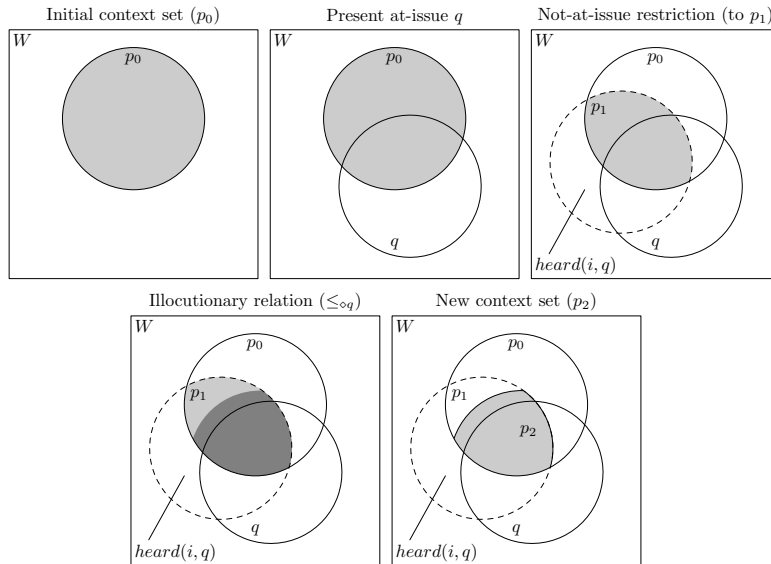 Initial context set (p₀)
W
p₀
Present at-issue q
W
p₀
q
Not-at-issue restriction (to p₁)
W
p₀
p₁
q
heard(i, q)
Illocutionary relation (≤⋄q)
W
p₀
p₁
q
heard(i, q)
New context set (p₂)
W
p₀
p₁
p₂
q
heard(i, q)